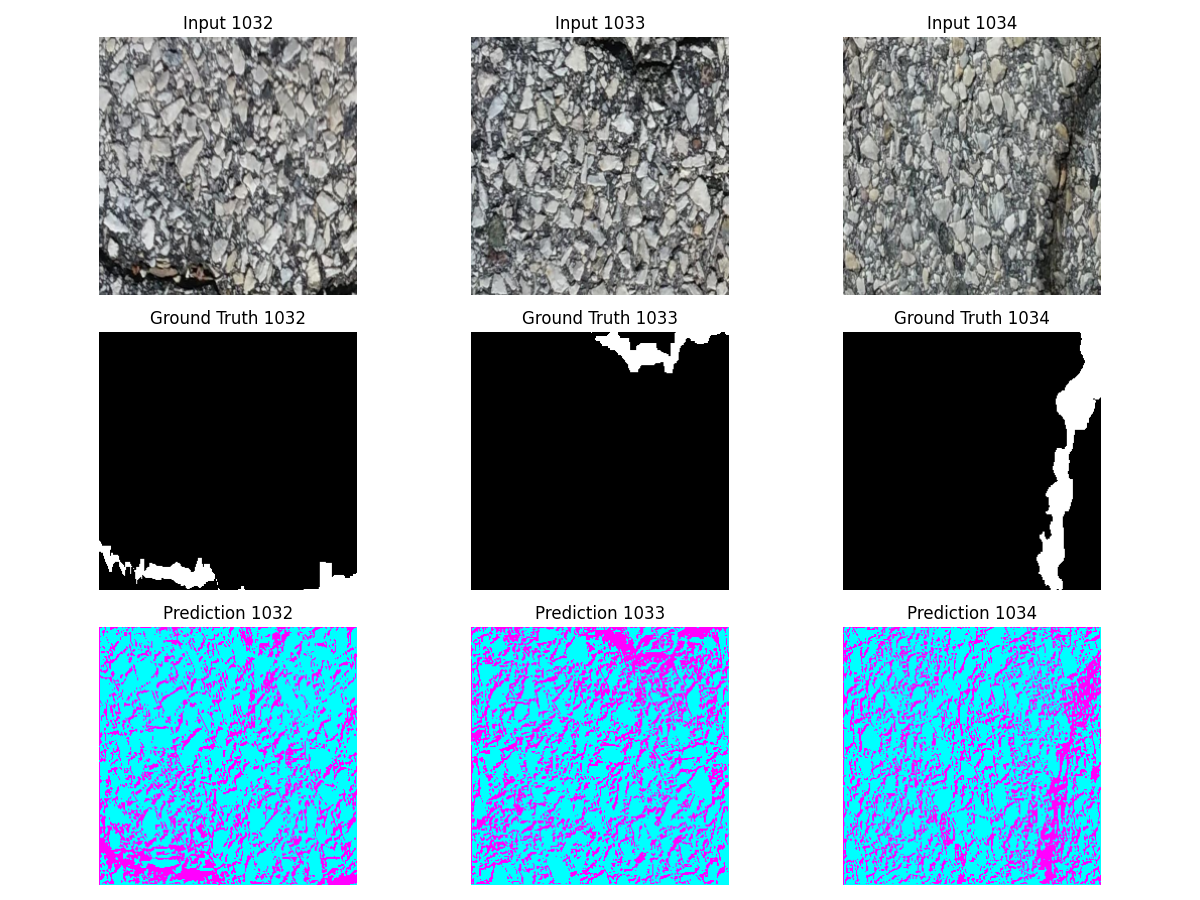 Input 1032
Input 1033
Input 1034
Ground Truth 1032
Ground Truth 1033
Ground Truth 1034
Prediction 1032
Prediction 1033
Prediction 1034